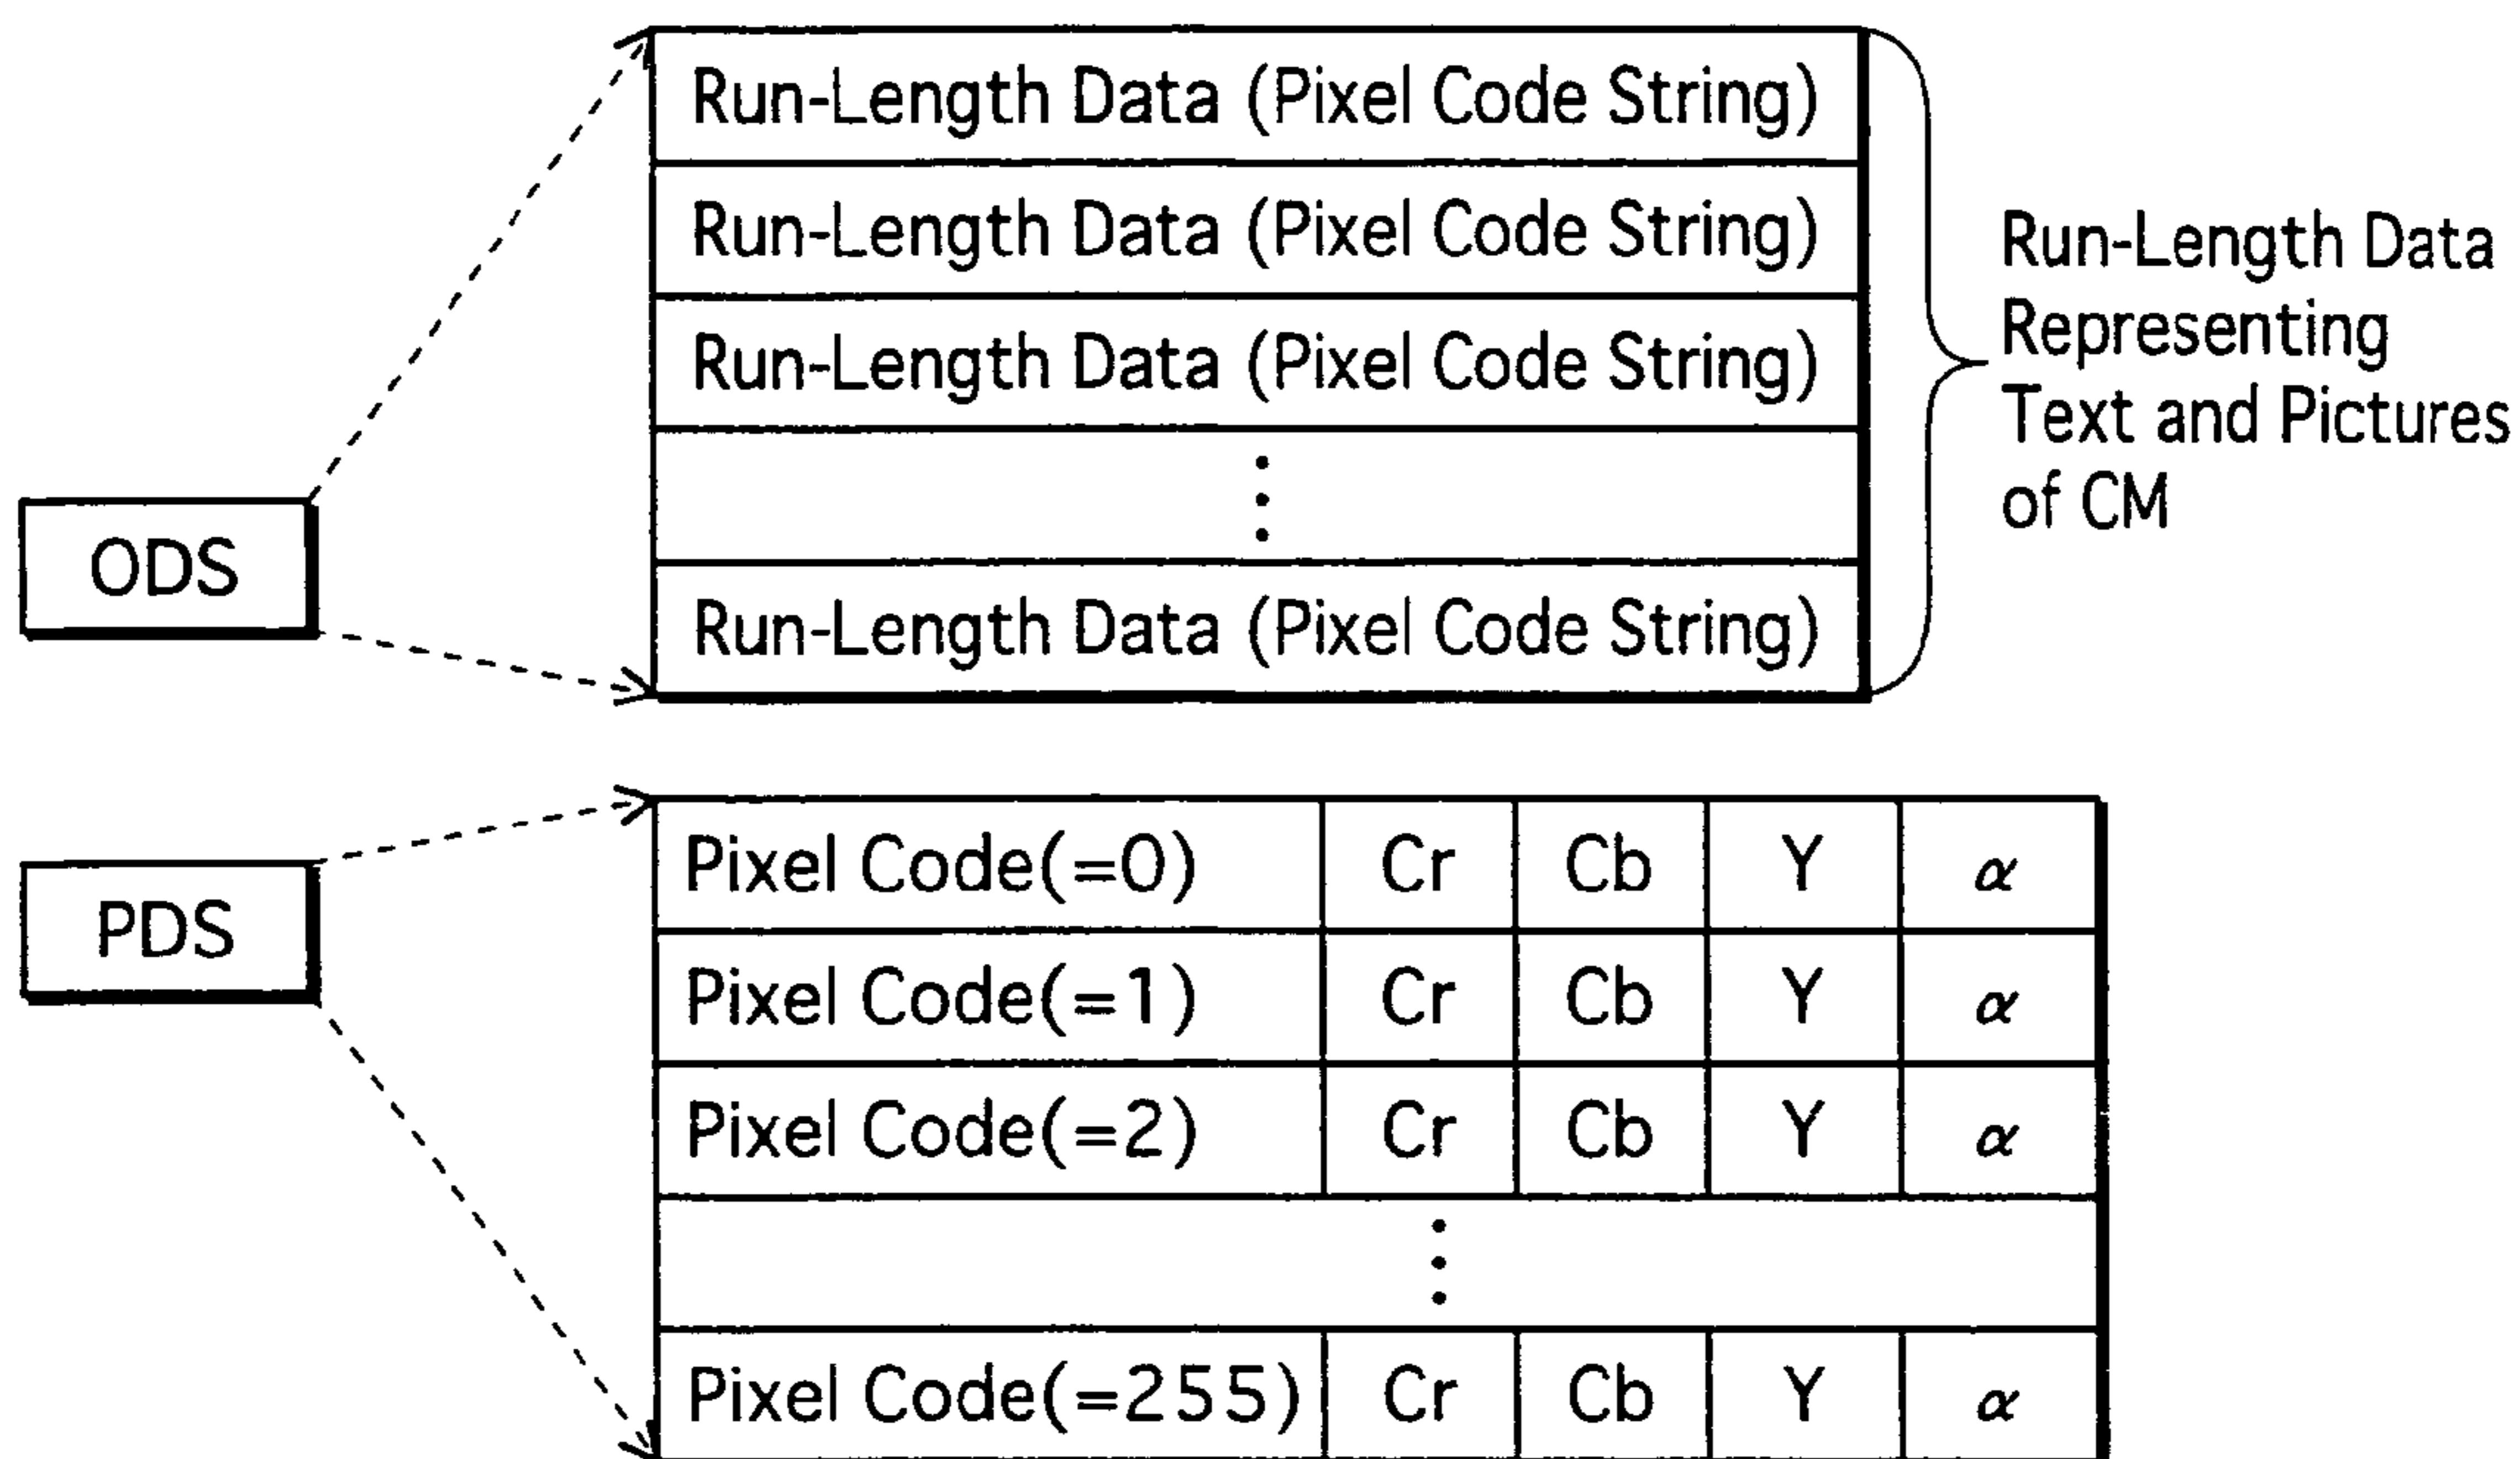 Run-Length Data (Pixel Code String)
Run-Length Data (Pixel Code String)
Run-Length Data (Pixel Code String)
Run-Length Data (Pixel Code String)
Run-Length Data
Representing
Text and Pictures
of CM
ODS
PDS
Pixel Code(=0) Cr Cb Y α
Pixel Code(=1) Cr Cb Y α
Pixel Code(=2) Cr Cb Y α
Pixel Code(=255) Cr Cb Y α